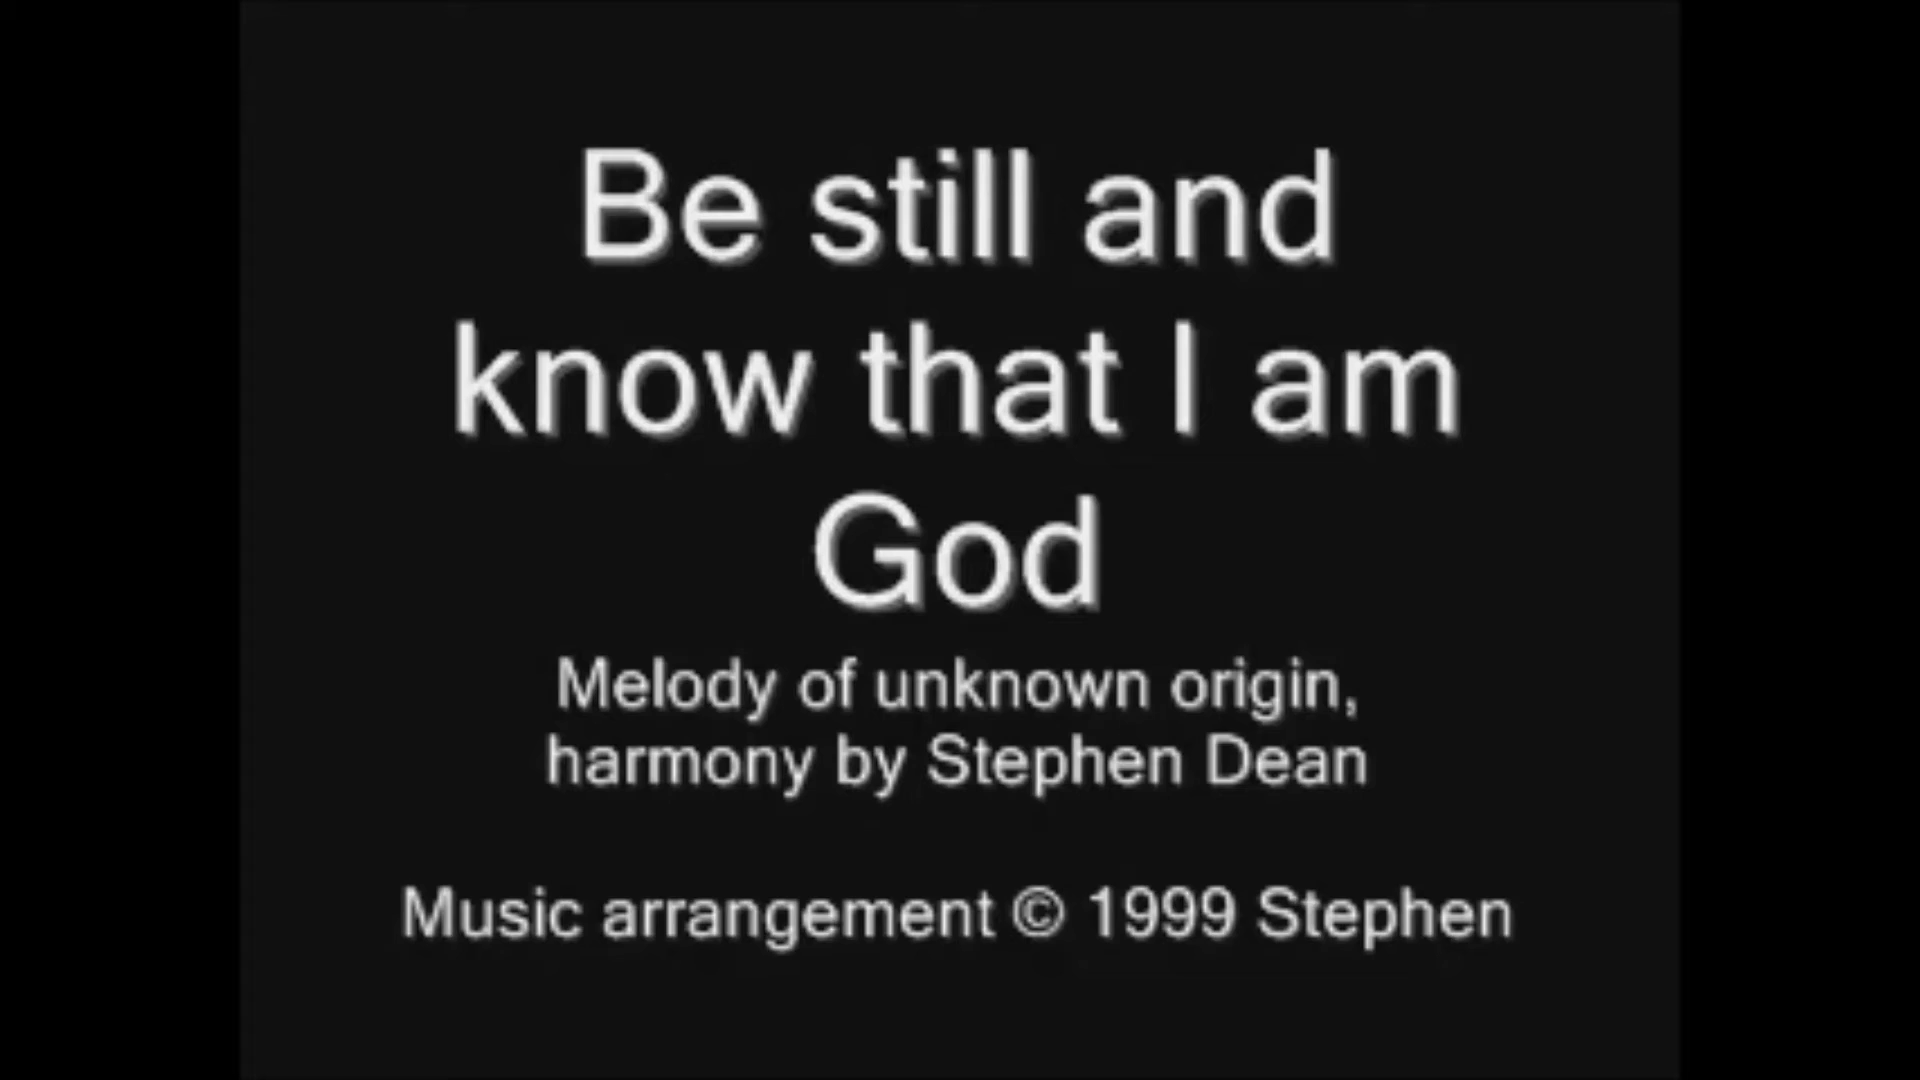 Be still and
know that I am
God
Melody of unknown origin,
harmony by Stephen Dean
Music arrangement © 1999 Stephen